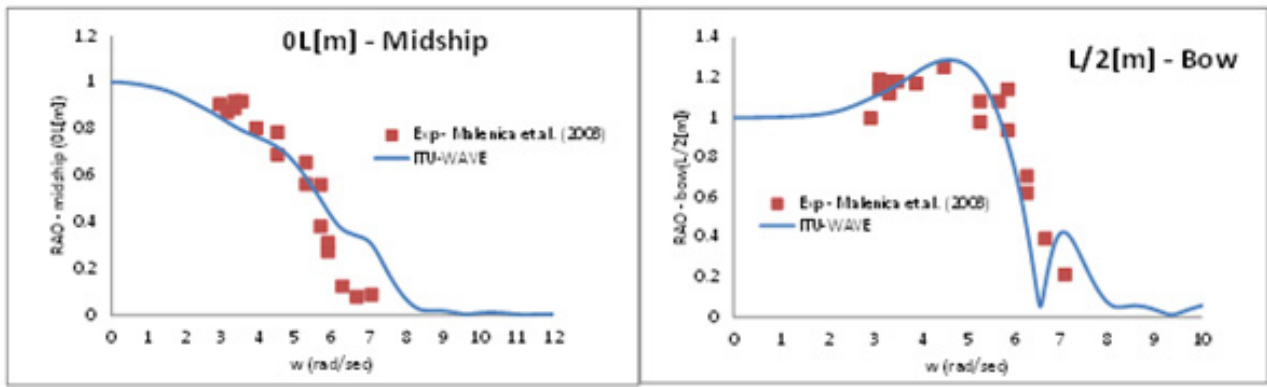 0L[m] - Midship
1.2
1
0.8
0.6
0.4
0.2
0
RAO - midship (0L[m])
Exp- Malenica et al. (2003)
ITU-WAVE
0 1 2 3 4 5 6 7 8 9 10 11 12
w (rad/sec)
L/2[m] - Bow
1.4
1.2
1
0.8
0.6
0.4
0.2
0
RAO - bow(L/2[m])
Exp- Malenica et al. (2003)
ITU-WAVE
0 1 2 3 4 5 6 7 8 9 10
w (rad/sec)